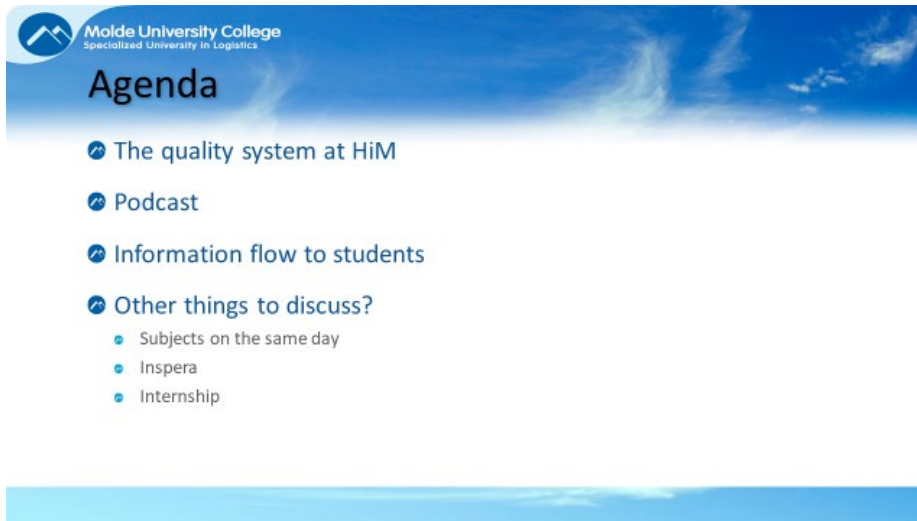 Molde University College
Specialized University in Logistics
Agenda
The quality system at HiM
Podcast
Information flow to students
Other things to discuss?
Subjects on the same day
Inspera
Internship